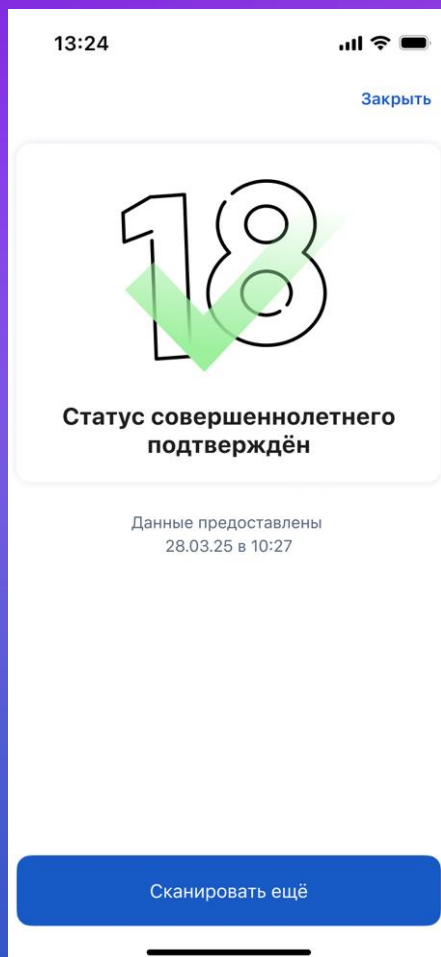 13:24
Закрыть
18
Статус совершеннолетнего
подтверждён
Данные предоставлены
28.03.25 в 10:27
Сканировать ещё